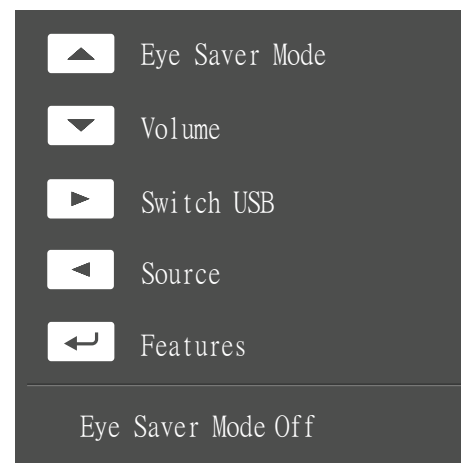 Eye Saver Mode
Volume
Switch USB
Source
Features
Eye Saver Mode Off